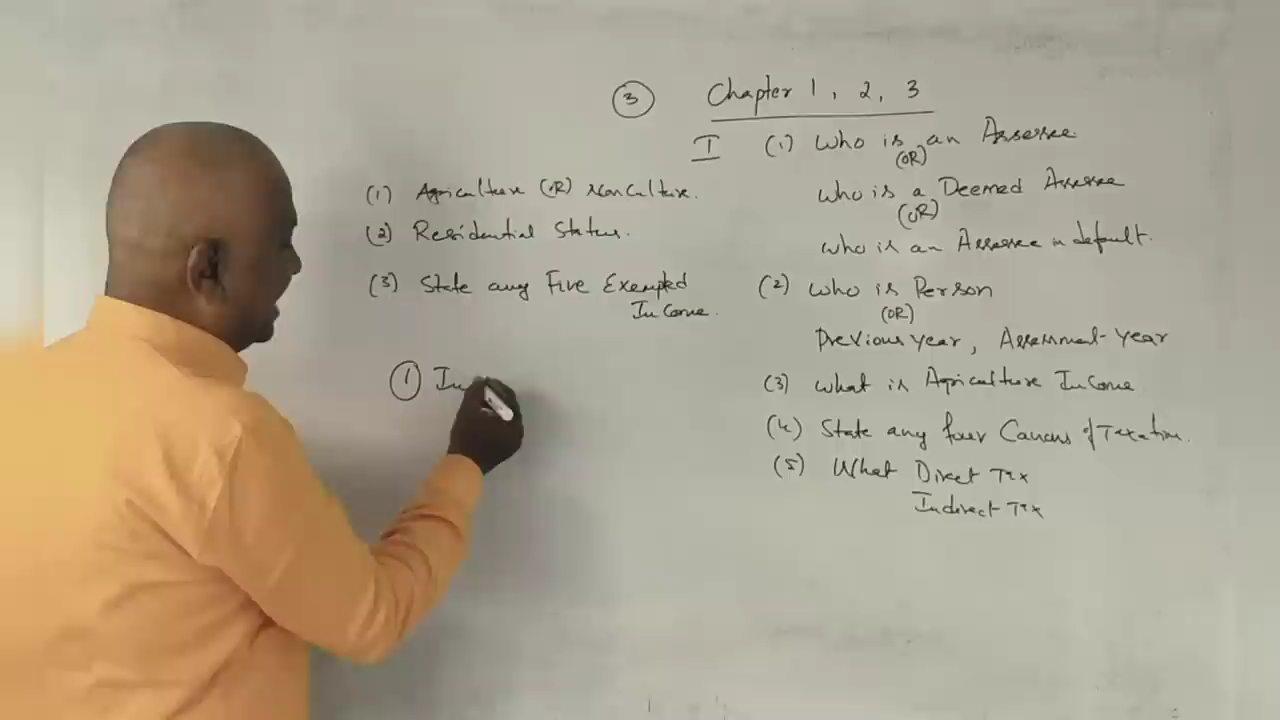 (3) Chapter 1, 2, 3
I (1) Who is an Assessee
(OR)
who is a Deemed Assessee
(OR)
who is an Assessee in default.
(2) Who is Person
(OR)
Previous year, Assessment-year
(3) What is Agriculture Income
(4) State any four Canons of Taxation.
(5) What Direct Tax
Indirect Tax
(1) Agriculture (OR) Non Culture.
(2) Residential Status.
(3) State any Five Exempted
Income.
(1) In